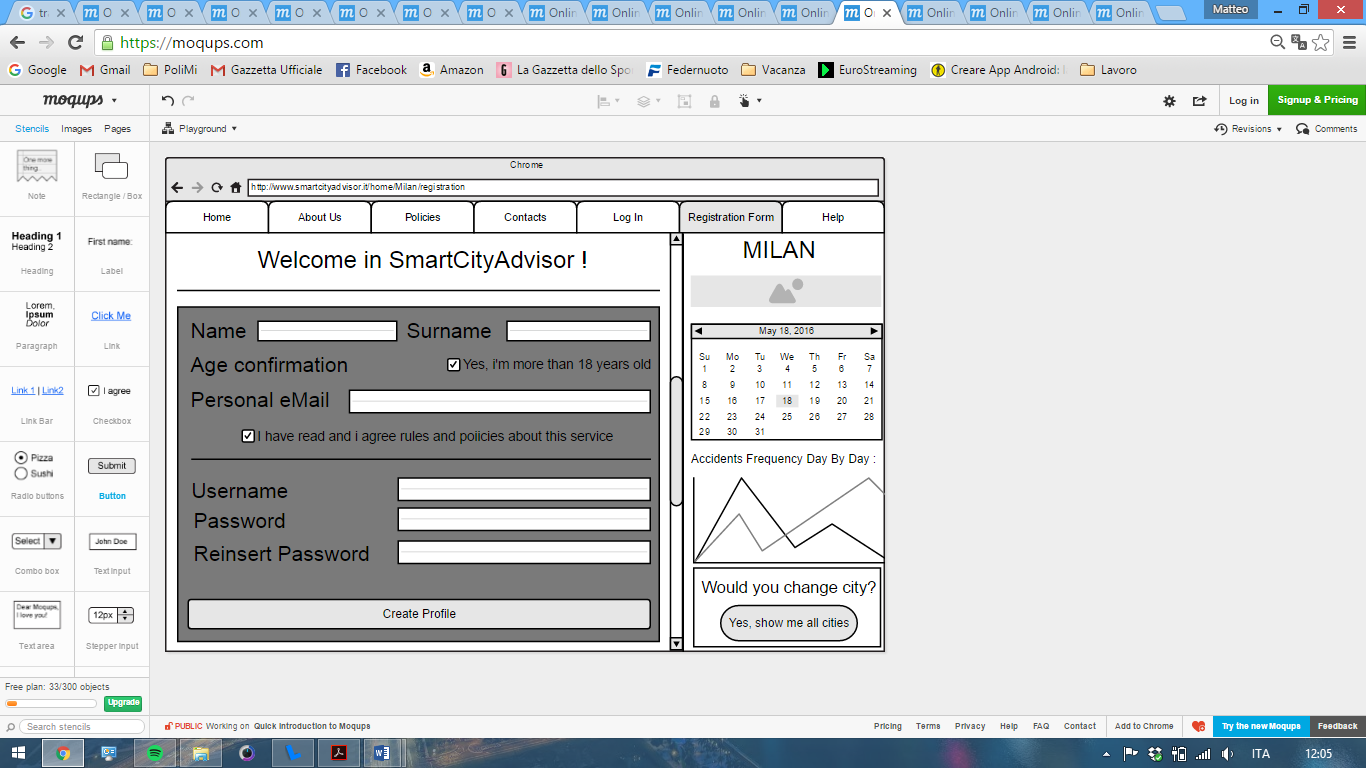 Matteo
https://moqups.com
Google Gmail PoliMi Gazzetta Ufficiale Facebook Amazon La Gazzetta dello Spo Federnuoto Vacanza EuroStreaming Creare App Android: Lavoro
moqups Log in Signup & Pricing
Stencils Images Pages Playground Revisions Comments
One more thing.
Note Rectangle / Box
Heading 1
Heading 2
First name:
Heading Label
Lorem,
Ipsum
Dolor
Click Me
Paragraph Link
Link 1 | Link2 I agree
Link Bar Checkbox
Pizza
Sushi
Submit
Radio buttons Button
Select John Doe
Combo box Text Input
Dear Moqups,
I love you!
12px
Text area Stepper Input
Free plan: 33/300 objects
Upgrade
Search stencils
Chrome
http://www.smartcityadvisor.it/home/Milan/registration
Home About Us Policies Contacts Log In Registration Form Help
Welcome in SmartCityAdvisor !
Name Surname
Age confirmation Yes, i'm more than 18 years old
Personal eMail
I have read and i agree rules and poiicies about this service
Username
Password
Reinsert Password
Create Profile
MILAN
May 18, 2016
Su Mo Tu We Th Fr Sa
1 2 3 4 5 6 7
8 9 10 11 12 13 14
15 16 17 18 19 20 21
22 23 24 25 26 27 28
29 30 31
Accidents Frequency Day By Day :
Would you change city?
Yes, show me all cities
PUBLIC Working on Quick Introduction to Moqups
Pricing Terms Privacy Help FAQ Contact Add to Chrome Try the new Moqups Feedback
ITA 12:05